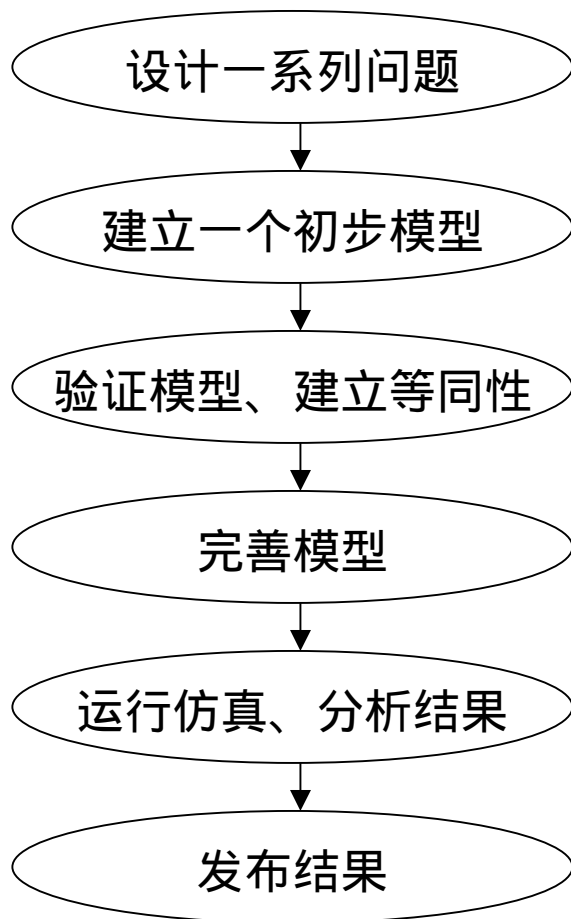 设计一系列问题
建立一个初步模型
验证模型、建立等同性
完善模型
运行仿真、分析结果
发布结果